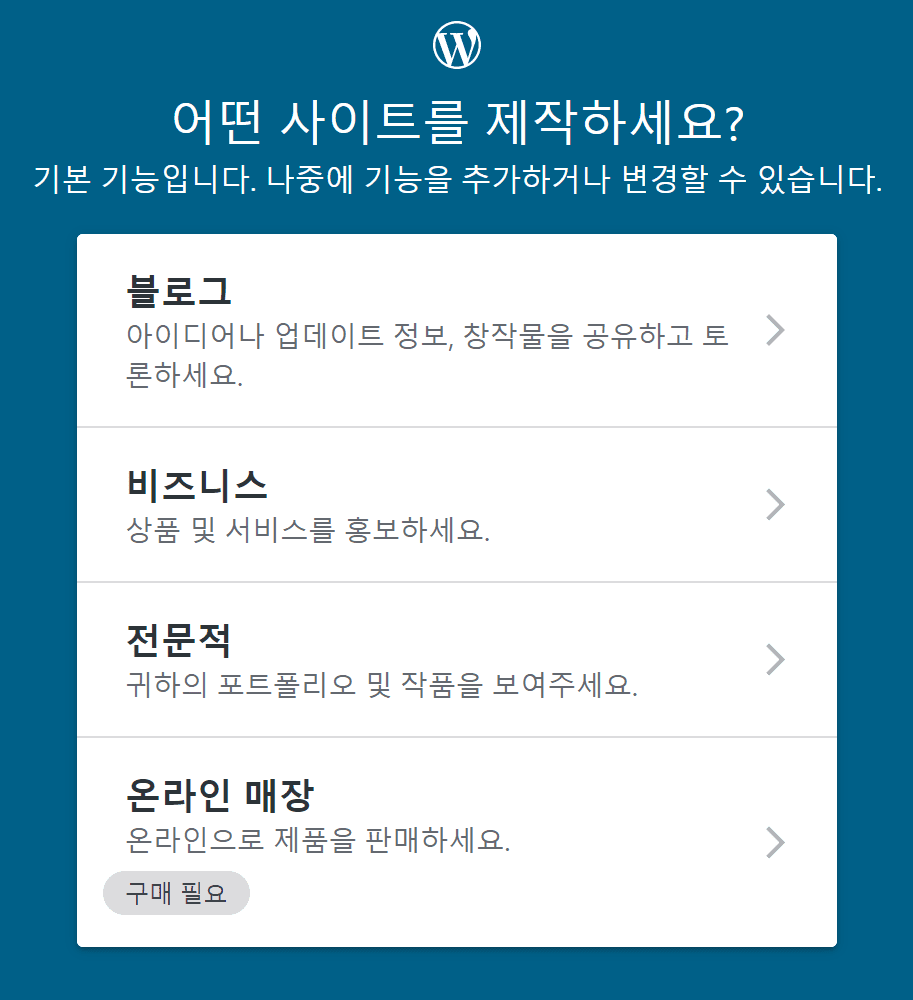 어떤 사이트를 제작하세요?
기본 기능입니다. 나중에 기능을 추가하거나 변경할 수 있습니다.
블로그
아이디어나 업데이트 정보, 창작물을 공유하고 토
론하세요.
비즈니스
상품 및 서비스를 홍보하세요.
전문적
귀하의 포트폴리오 및 작품을 보여주세요.
온라인 매장
온라인으로 제품을 판매하세요.
구매 필요